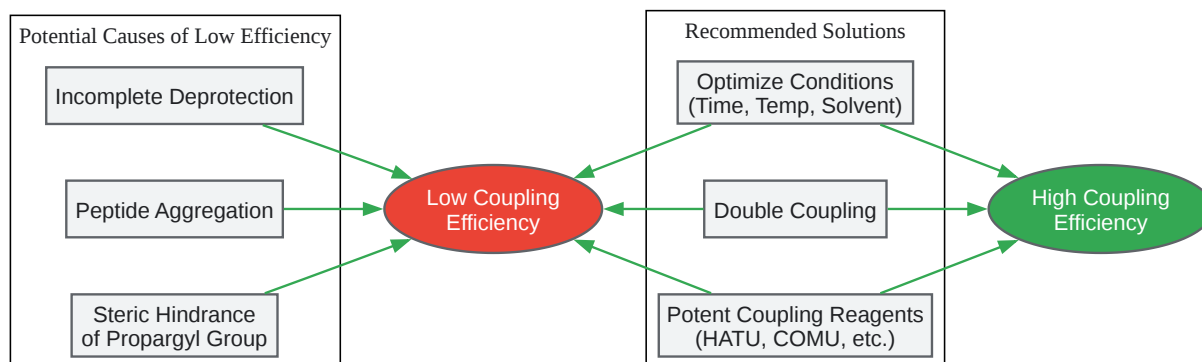 Potential Causes of Low Efficiency
Incomplete Deprotection
Peptide Aggregation
Steric Hindrance
of Propargyl Group
Low Coupling
Efficiency
Recommended Solutions
Optimize Conditions
(Time, Temp, Solvent)
Double Coupling
Potent Coupling Reagents
(HATU, COMU, etc.)
High Coupling
Efficiency